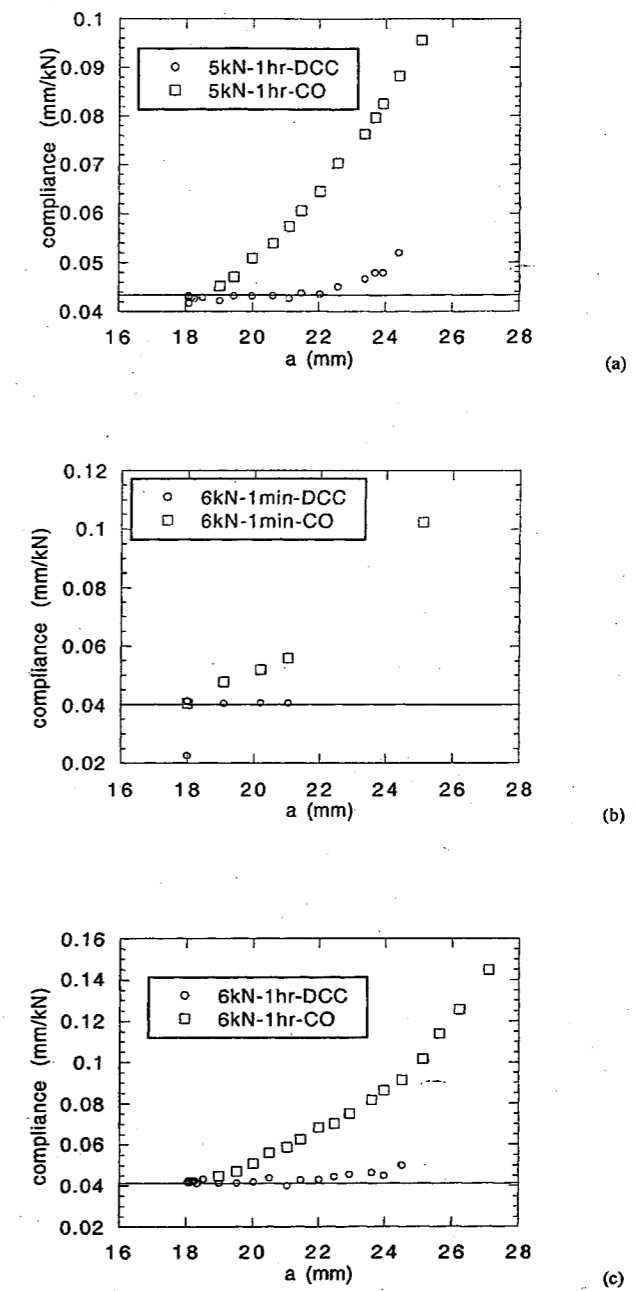 0.1
0.09
0.08
0.07
0.06
0.05
0.04
compliance (mm/kN)
5kN-1hr-DCC
5kN-1hr-CO
16 18 20 22 24 26 28
a (mm)
(a)
0.12
0.1
0.08
0.06
0.04
0.02
compliance (mm/kN)
6kN-1min-DCC
6kN-1min-CO
16 18 20 22 24 26 28
a (mm)
(b)
0.16
0.14
0.12
0.1
0.08
0.06
0.04
0.02
compliance (mm/kN)
6kN-1hr-DCC
6kN-1hr-CO
16 18 20 22 24 26 28
a (mm)
(c)